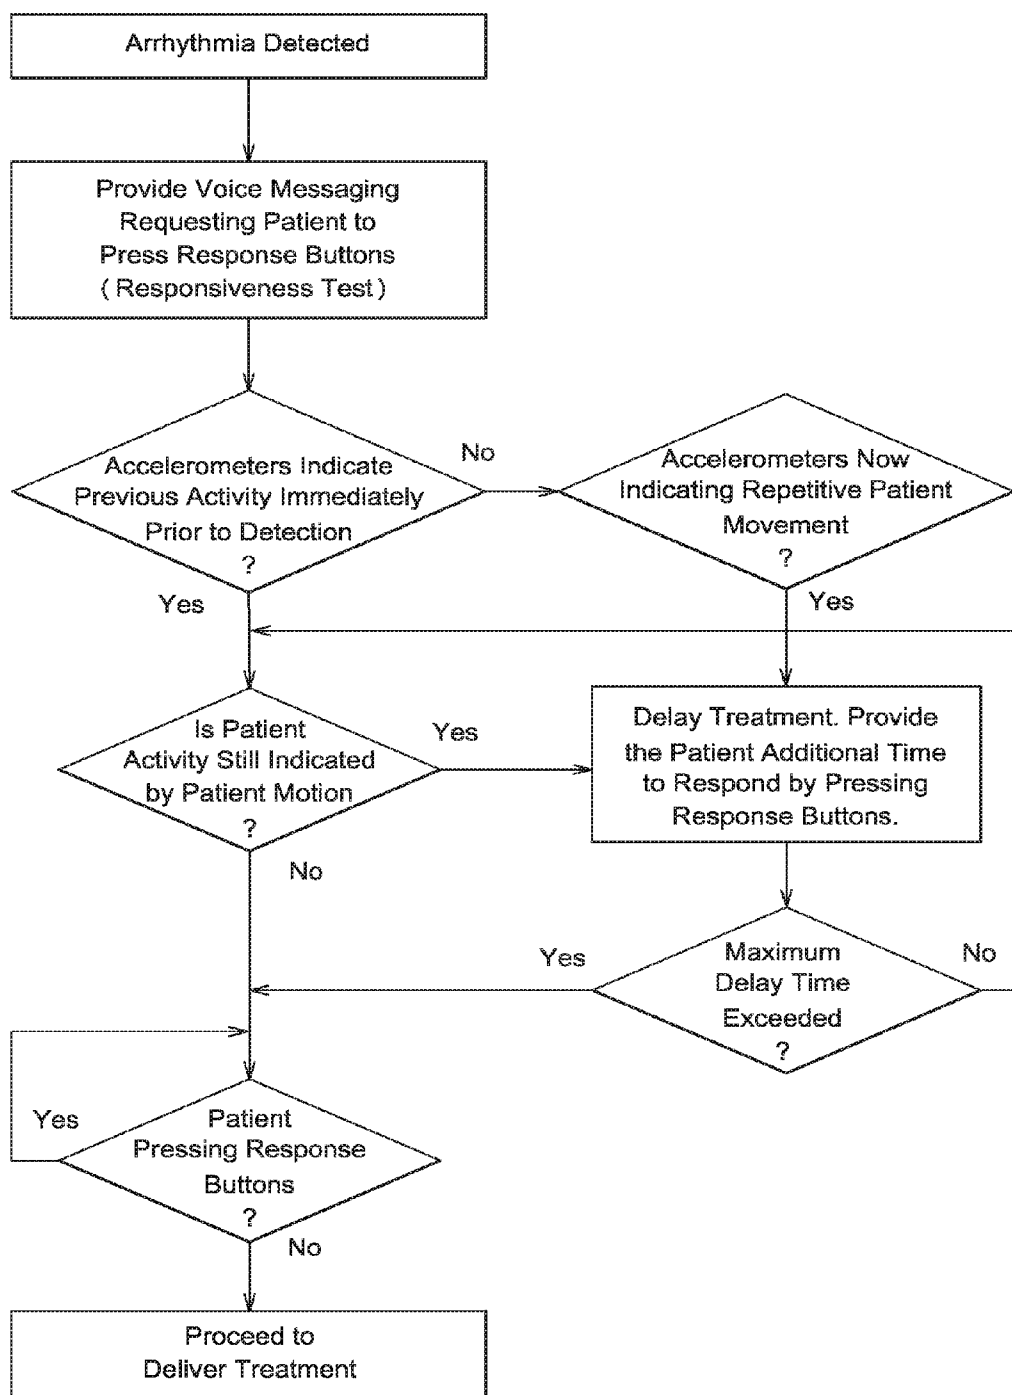 Arrhythmia Detected
Provide Voice Messaging
Requesting Patient to
Press Response Buttons
( Responsiveness Test )
Accelerometers Indicate
Previous Activity Immediately
Prior to Detection
?
No
Accelerometers Now
Indicating Repetitive Patient
Movement
?
Yes
Yes
Is Patient
Activity Still Indicated
by Patient Motion
?
Yes
No
Delay Treatment. Provide
the Patient Additional Time
to Respond by Pressing
Response Buttons.
Maximum
Delay Time
Exceeded
?
Yes
No
Patient
Pressing Response
Buttons
?
Yes
No
Proceed to
Deliver Treatment